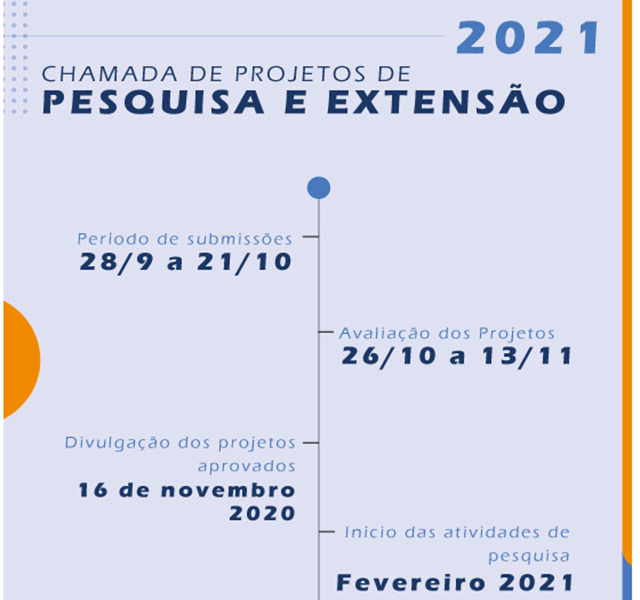 2021
CHAMADA DE PROJETOS DE
PESQUISA E EXTENSÃO
Período de submissões
28/9 a 21/10
Avaliação dos Projetos
26/10 a 13/11
Divulgação dos projetos
aprovados
16 de novembro
2020
Início das atividades de
pesquisa
Fevereiro 2021